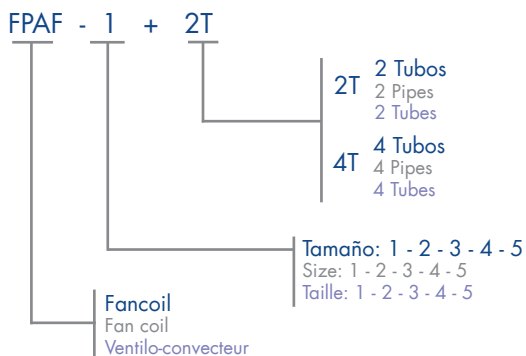 FPAF - 1 + 2T
2T
2 Tubos
2 Pipes
2 Tubes
4T
4 Tubos
4 Pipes
4 Tubes
Tamaño: 1 - 2 - 3 - 4 - 5
Size: 1 - 2 - 3 - 4 - 5
Taille: 1 - 2 - 3 - 4 - 5
Fancoil
Fan coil
Ventilo-convecteur